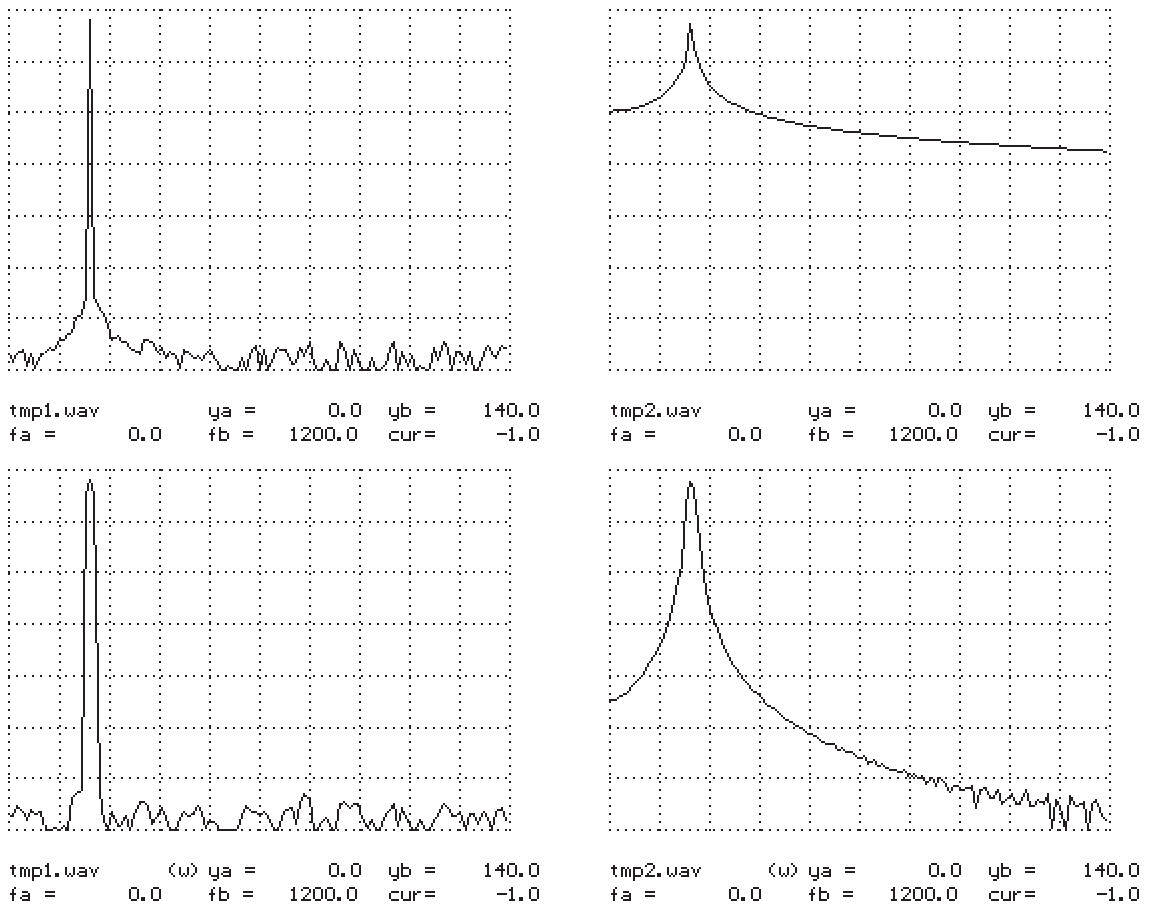 tmp1.wav ya = 0.0 yb = 140.0
fa = 0.0 fb = 1200.0 cur= -1.0
tmp2.wav ya = 0.0 yb = 140.0
fa = 0.0 fb = 1200.0 cur= -1.0
tmp1.wav (w) ya = 0.0 yb = 140.0
fa = 0.0 fb = 1200.0 cur= -1.0
tmp2.wav (w) ya = 0.0 yb = 140.0
fa = 0.0 fb = 1200.0 cur= -1.0